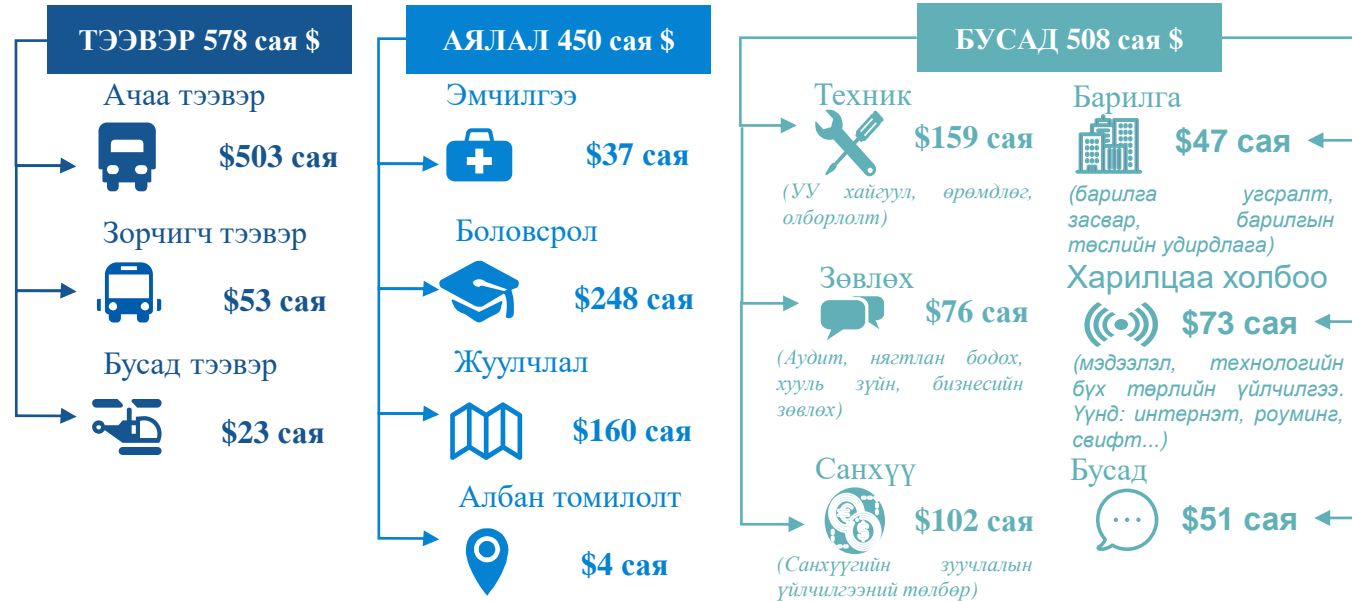 ТЭЭВЭР 578 сая $
Ачаа тээвэр
$503 сая
Зорчигч тээвэр
$53 сая
Бусад тээвэр
$23 сая
АЯЛАЛ 450 сая $
Эмчилгээ
$37 сая
Боловсрол
$248 сая
Жуулчлал
$160 сая
Албан томилолт
$4 сая
БУСАД 508 сая $
Техник
$159 сая
(УУ хайгуул, өрөмдлөг,
олборлолт)
Зөвлөх
$76 сая
(Аудит, нягтлан бодох,
хууль зүйн, бизнесийн
зөвлөх)
Санхүү
$102 сая
(Санхүүгийн зуучлалын
үйлчилгээний төлбөр)
Барилга
$47 сая
(барилга угсралт,
засвар, барилгын
төслийн удирдлага)
Харилцаа холбоо
$73 сая
(мэдээлэл, технологийн
бүх төрлийн үйлчилгээ.
Үүнд: интернэт, роуминг,
свифт...)
Бусад
$51 сая